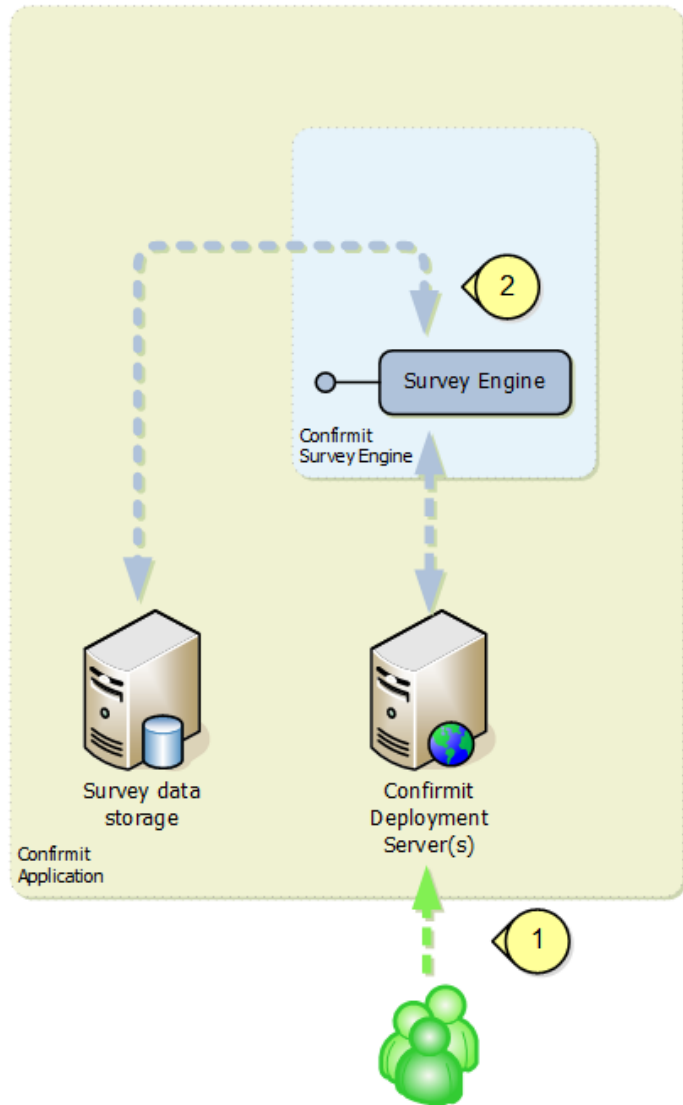 2
Survey Engine
Confirmit
Survey Engine
Survey data
storage
Confirmit
Deployment
Server(s)
Confirmit
Application
1